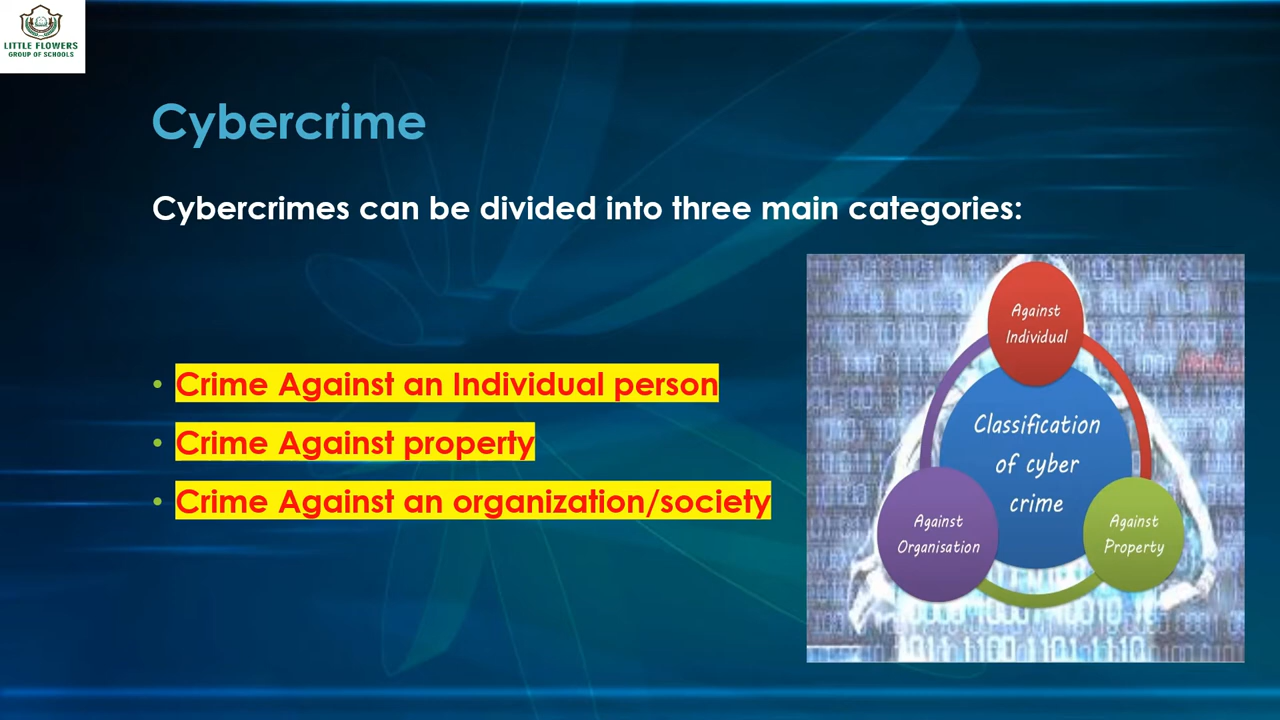 LITTLE FLOWERS
GROUP OF SCHOOLS
Cybercrime
Cybercrimes can be divided into three main categories:
• Crime Against an Individual person
• Crime Against property
• Crime Against an organization/society
Against
Individual
Classification
of cyber
crime
Against
Organisation
Against
Property